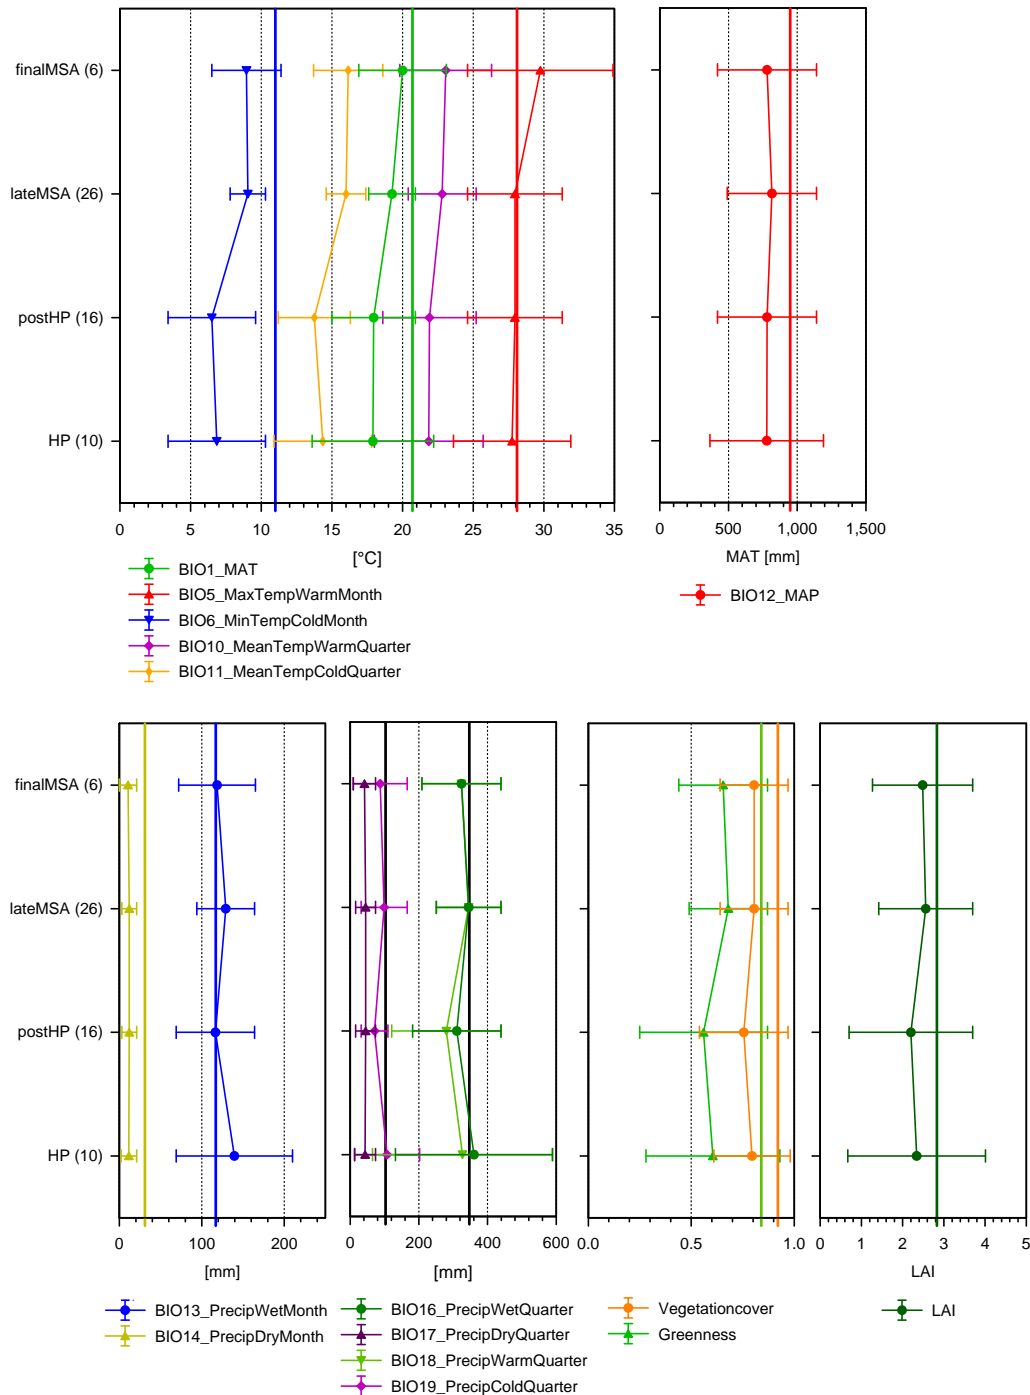 finalMSA (6)
lateMSA (26)
postHP (16)
HP (10)
0 5 10 15 20 25 30 35
[°C]
0 500 1,000 1,500
MAT [mm]
BIO1_MAT
BIO5_MaxTempWarmMonth
BIO6_MinTempColdMonth
BIO10_MeanTempWarmQuarter
BIO11_MeanTempColdQuarter
BIO12_MAP
finalMSA (6)
lateMSA (26)
postHP (16)
HP (10)
0 100 200
[mm]
0 200 400 600
[mm]
0.0 0.5 1.0
0 1 2 3 4 5
LAI
BIO13_PrecipWetMonth
BIO14_PrecipDryMonth
BIO16_PrecipWetQuarter
BIO17_PrecipDryQuarter
BIO18_PrecipWarmQuarter
BIO19_PrecipColdQuarter
Vegetationcover
Greenness
LAI